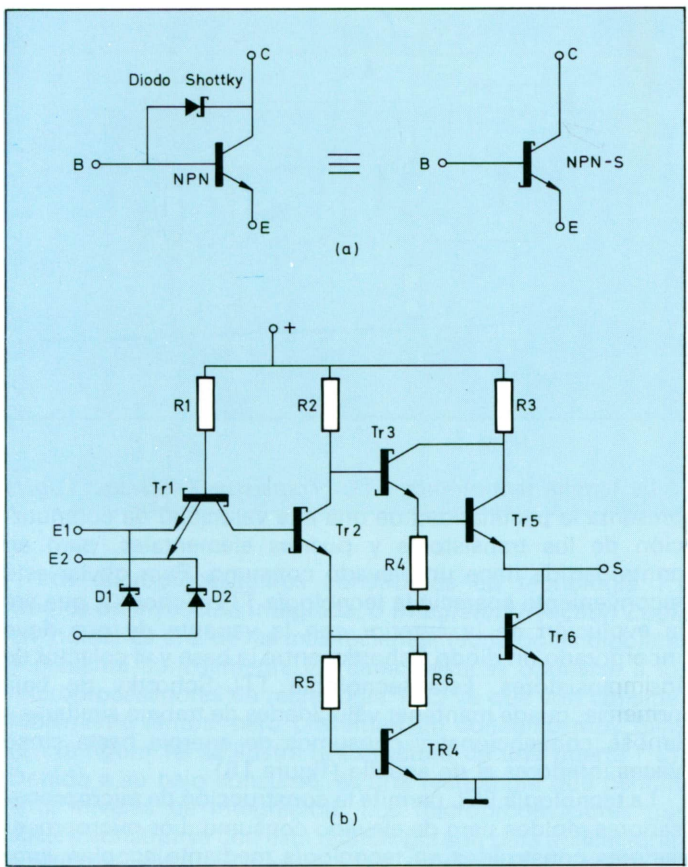 C
C
Diodo Shottky
B
NPN
B
NPN-S
E
E
(a)
+
R1
R2
R3
Tr3
Tr1
Tr2
Tr5
E1
E2
R4
S
D1
D2
Tr6
R5
R6
TR4
(b)